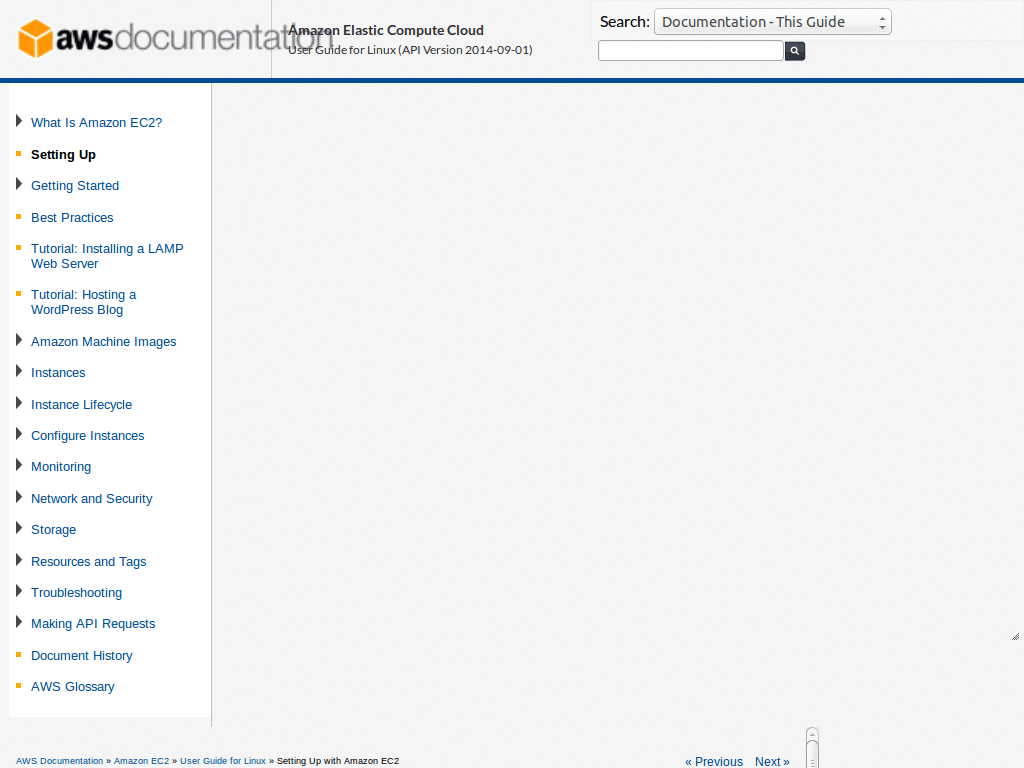 awsdocumentation
Amazon Elastic Compute Cloud
User Guide for Linux (API Version 2014-09-01)
Search: Documentation - This Guide
What Is Amazon EC2?
Setting Up
Getting Started
Best Practices
Tutorial: Installing a LAMP
Web Server
Tutorial: Hosting a
WordPress Blog
Amazon Machine Images
Instances
Instance Lifecycle
Configure Instances
Monitoring
Network and Security
Storage
Resources and Tags
Troubleshooting
Making API Requests
Document History
AWS Glossary
AWS Documentation » Amazon EC2 » User Guide for Linux » Setting Up with Amazon EC2
« Previous Next »